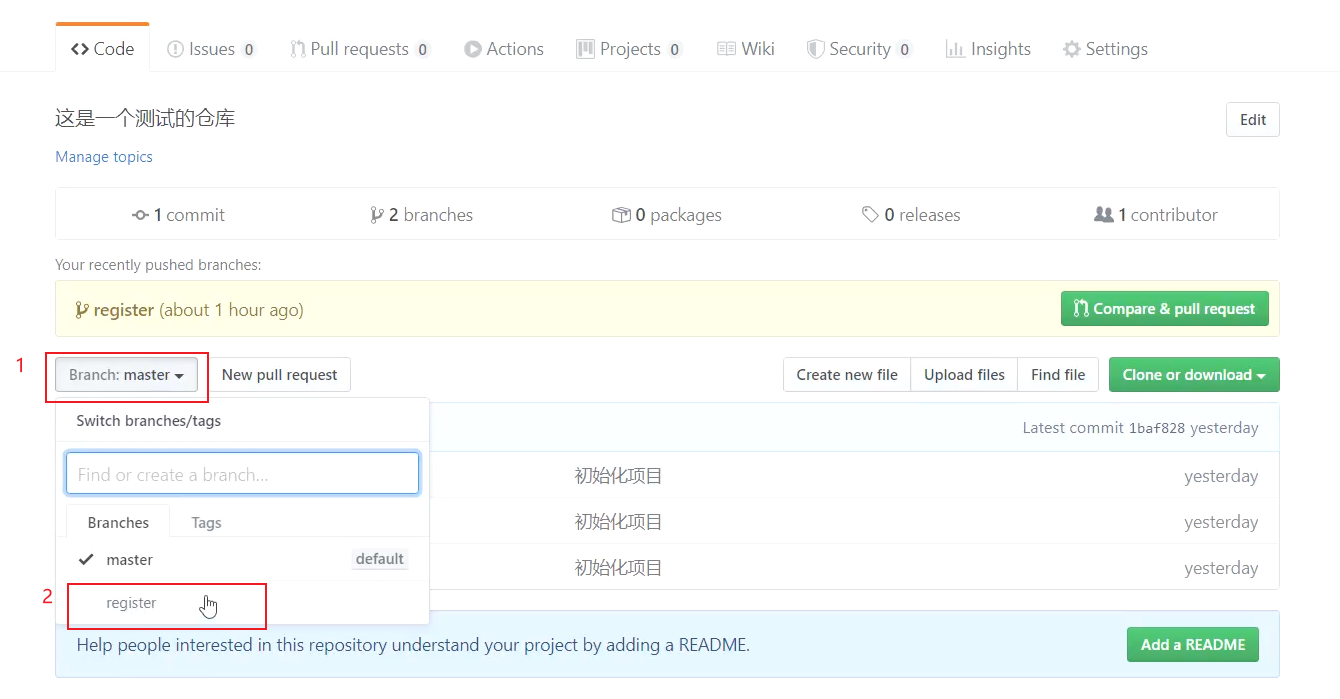 Code Issues 0 Pull requests 0 Actions Projects 0 Wiki Security 0 Insights Settings
这是一个测试的仓库 Edit
Manage topics
1 commit 2 branches 0 packages 0 releases 1 contributor
Your recently pushed branches:
register (about 1 hour ago) Compare & pull request
1 Branch: master New pull request Create new file Upload files Find file Clone or download
Switch branches/tags Latest commit 1baf828 yesterday
Find or create a branch... 初始化项目 yesterday
Branches Tags 初始化项目 yesterday
master default 初始化项目 yesterday
2 register
Help people interested in this repository understand your project by adding a README. Add a README